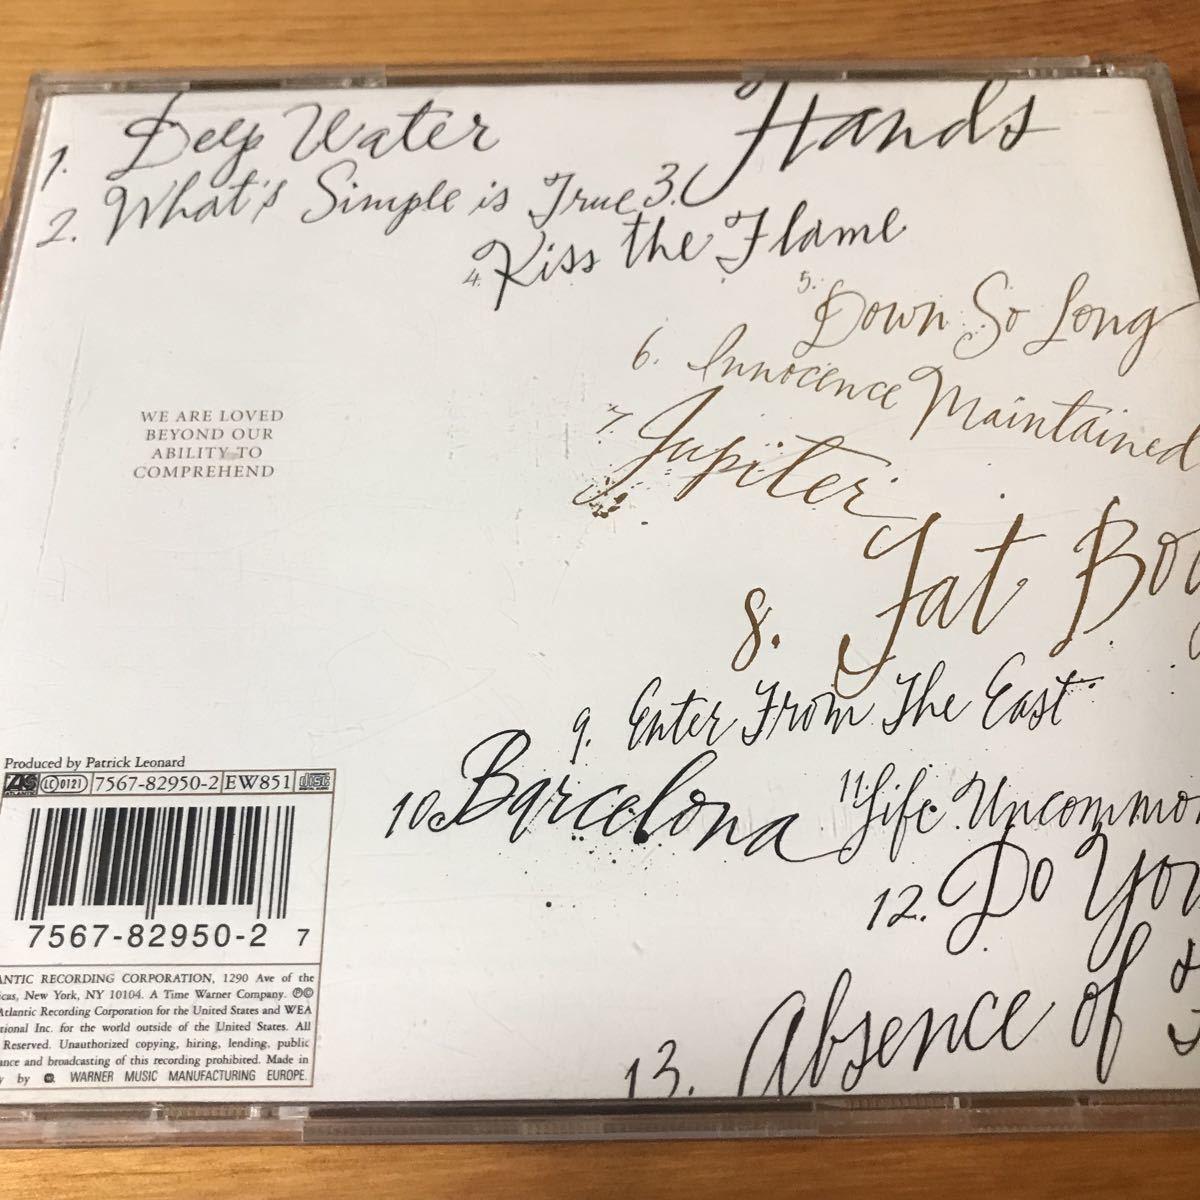 1. Deep Water
2. What's Simple is True
3. Hands
4. Kiss the Flame
5. Down So Long
6. Innocence Maintained
7. Jupiter
8. Fat Bo
9. Enter From The East
10. Barcelona
11. Life Uncommon
12. Do You
13. Absence of
WE ARE LOVED
BEYOND OUR
ABILITY TO
COMPREHEND
Produced by Patrick Leonard
ATLANTIC LC 0121 7567-82950-2 EW851 disc DIGITAL AUDIO
7567-82950-2 7
ANTIC RECORDING CORPORATION, 1290 Ave of the
icas, New York, NY 10104. A Time Warner Company. ℗©
Atlantic Recording Corporation for the United States and WEA
tional Inc. for the world outside of the United States. All
Reserved. Unauthorized copying, hiring, lending, public
ance and broadcasting of this recording prohibited. Made in
y by WARNER MUSIC MANUFACTURING EUROPE.